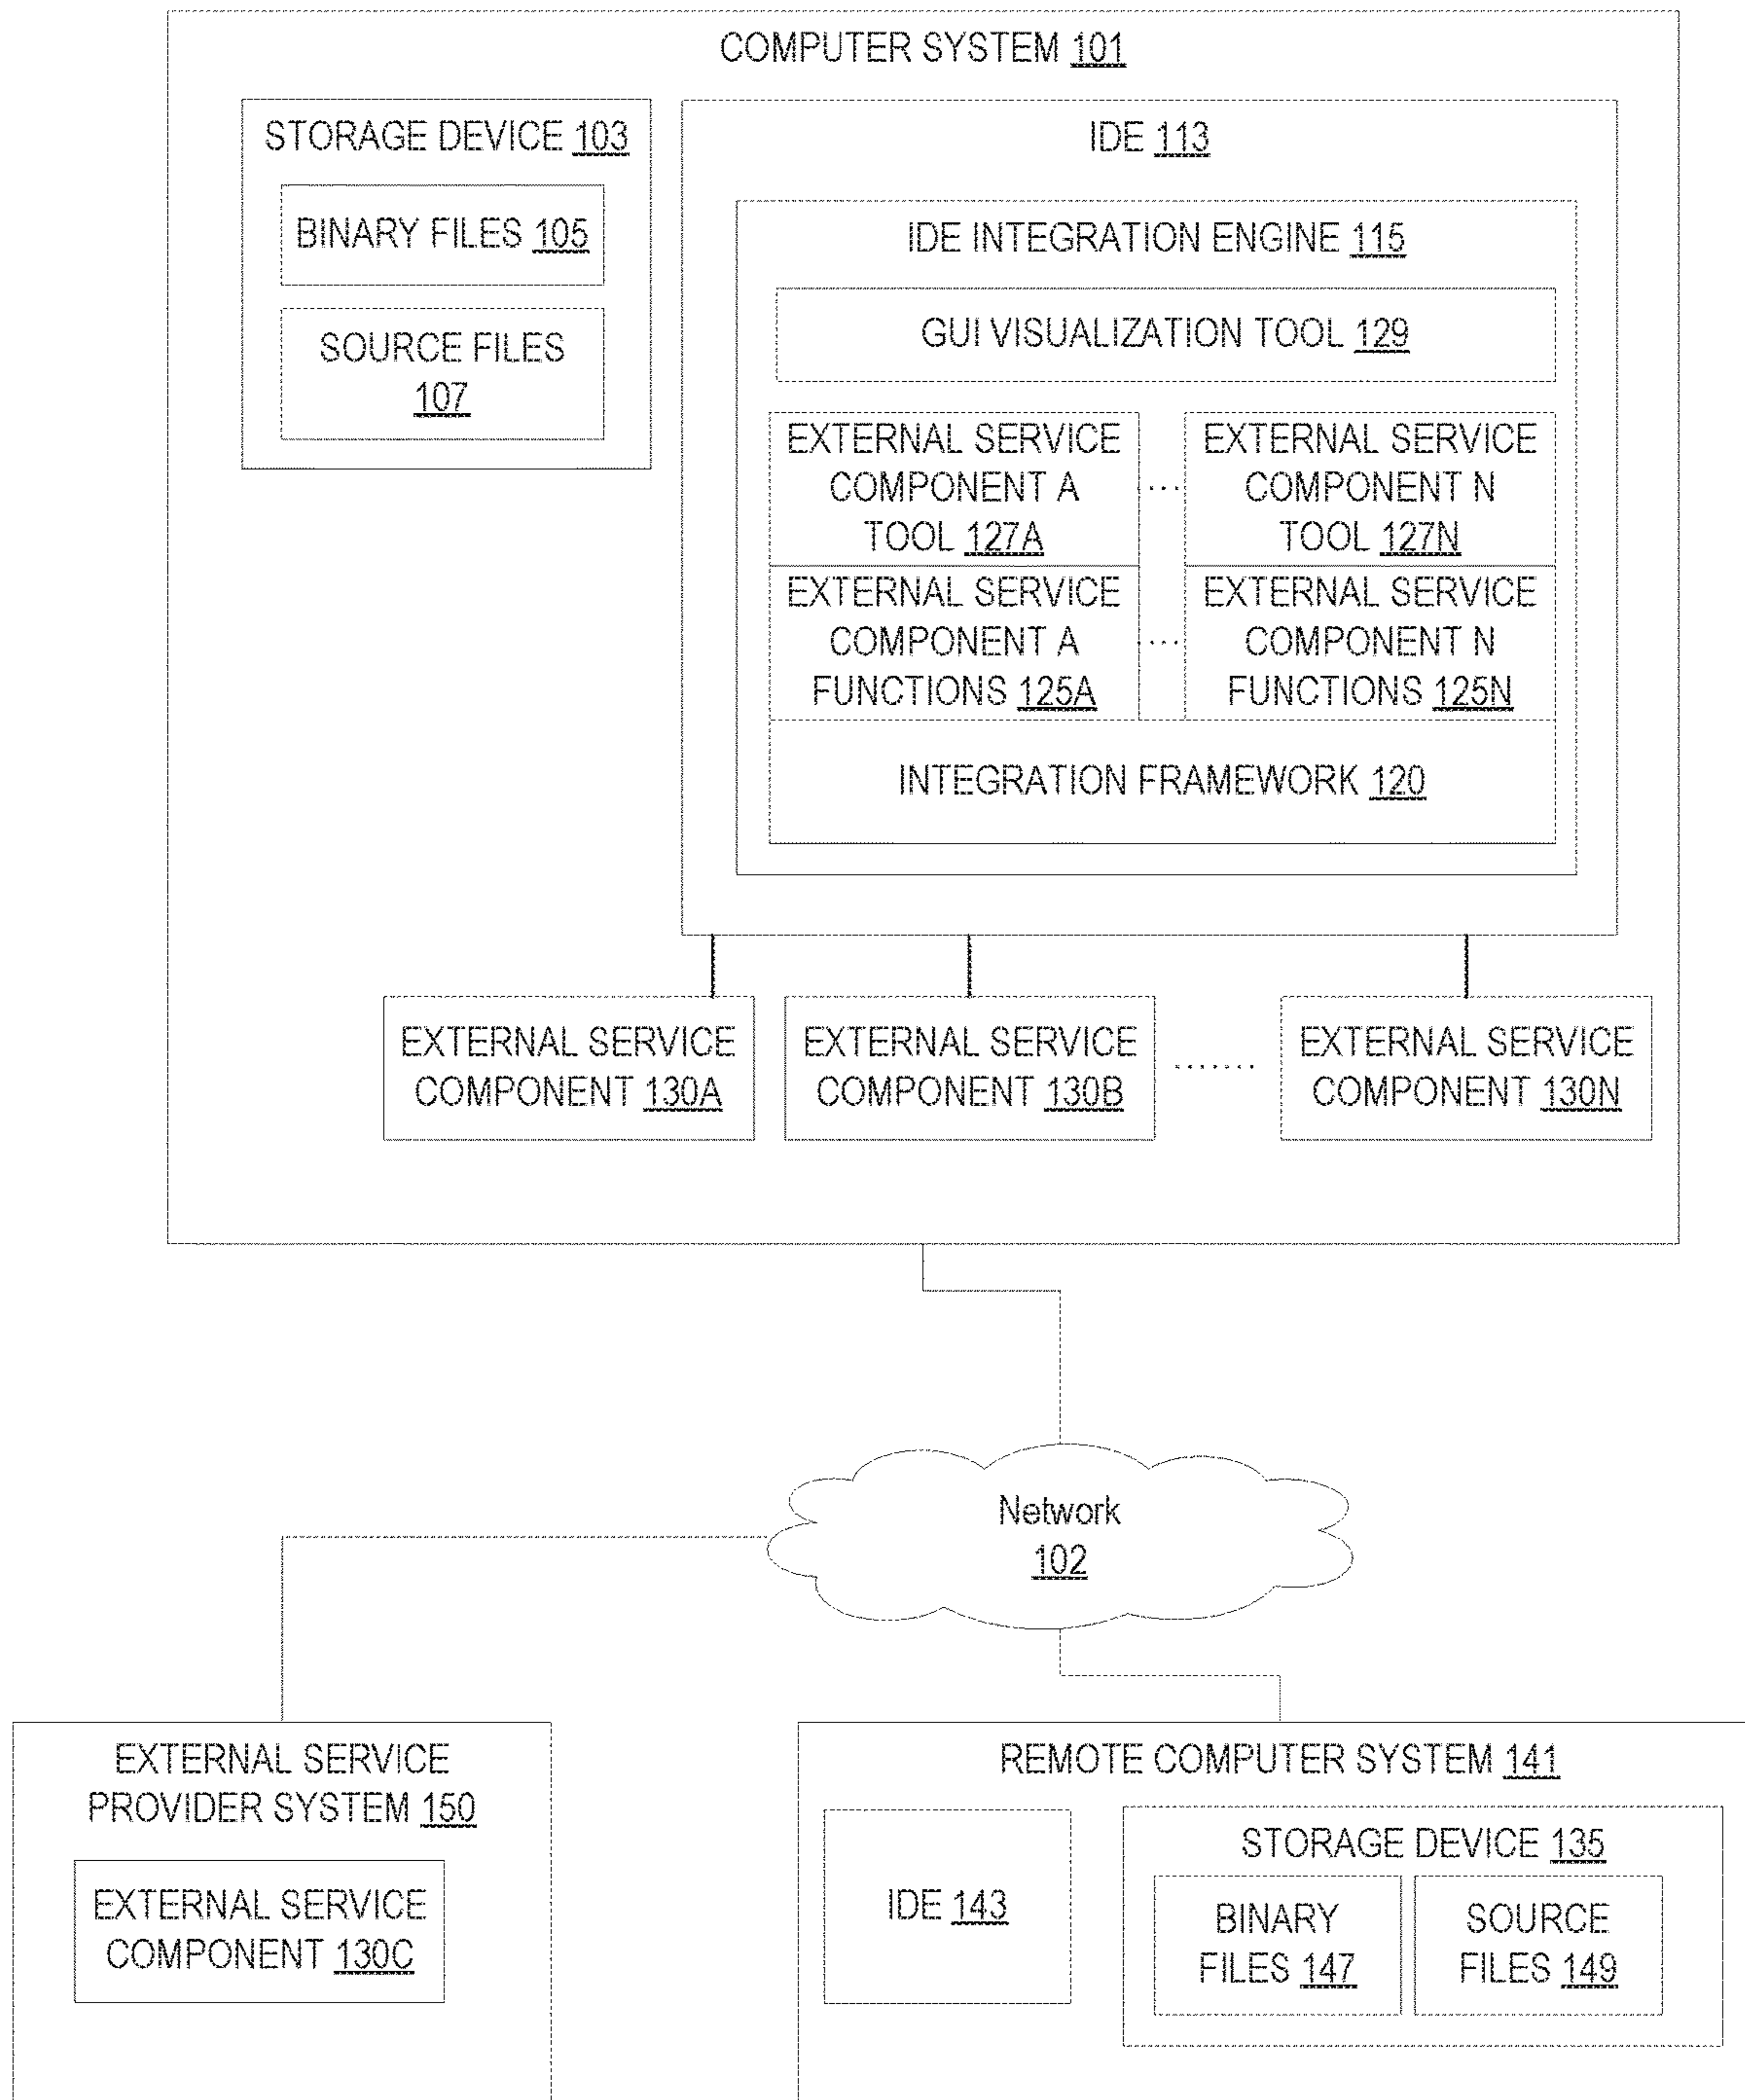 COMPUTER SYSTEM 101
STORAGE DEVICE 103
BINARY FILES 105
SOURCE FILES
107
IDE 113
IDE INTEGRATION ENGINE 115
GUI VISUALIZATION TOOL 129
EXTERNAL SERVICE
COMPONENT A
TOOL 127A
....
EXTERNAL SERVICE
COMPONENT N
TOOL 127N
EXTERNAL SERVICE
COMPONENT A
FUNCTIONS 125A
....
EXTERNAL SERVICE
COMPONENT N
FUNCTIONS 125N
INTEGRATION FRAMEWORK 120
EXTERNAL SERVICE
COMPONENT 130A
EXTERNAL SERVICE
COMPONENT 130B
.......
EXTERNAL SERVICE
COMPONENT 130N
Network
102
EXTERNAL SERVICE
PROVIDER SYSTEM 150
EXTERNAL SERVICE
COMPONENT 130C
REMOTE COMPUTER SYSTEM 141
IDE 143
STORAGE DEVICE 135
BINARY
FILES 147
SOURCE
FILES 149